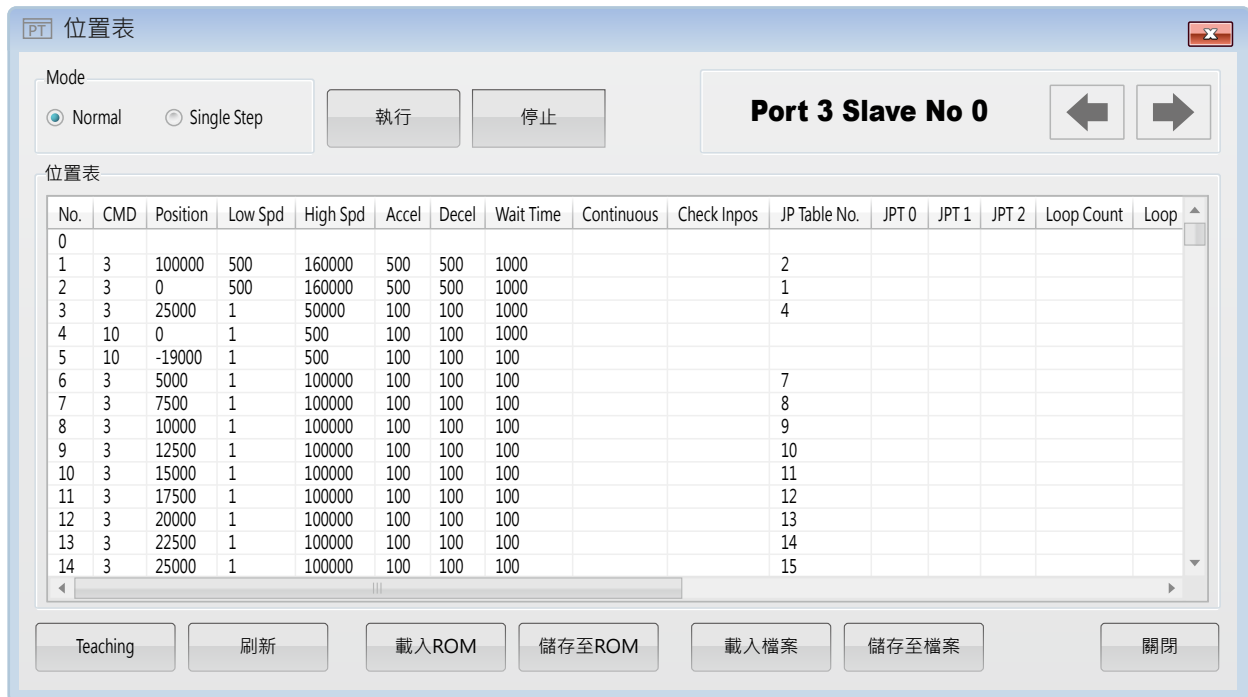 PT 位置表
Mode
Normal Single Step 執行 停止 Port 3 Slave No 0
位置表
No. CMD Position Low Spd High Spd Accel Decel Wait Time Continuous Check Inpos JP Table No. JPT 0 JPT 1 JPT 2 Loop Count Loop
0
1 3 100000 500 160000 500 500 1000 2
2 3 0 500 160000 500 500 1000 1
3 3 25000 1 50000 100 100 1000 4
4 10 0 1 500 100 100 1000
5 10 -19000 1 500 100 100 100
6 3 5000 1 100000 100 100 100 7
7 3 7500 1 100000 100 100 100 8
8 3 10000 1 100000 100 100 100 9
9 3 12500 1 100000 100 100 100 10
10 3 15000 1 100000 100 100 100 11
11 3 17500 1 100000 100 100 100 12
12 3 20000 1 100000 100 100 100 13
13 3 22500 1 100000 100 100 100 14
14 3 25000 1 100000 100 100 100 15
Teaching 刷新 載入ROM 儲存至ROM 載入檔案 儲存至檔案 關閉